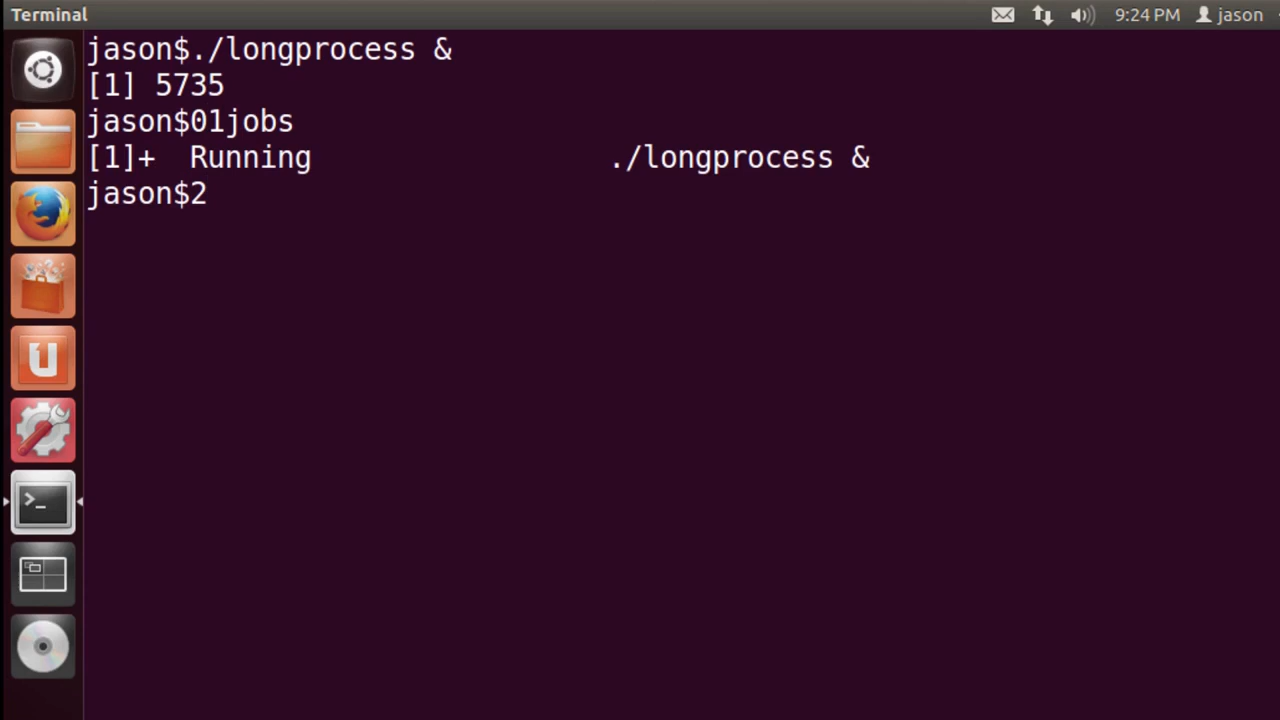 Terminal
9:24 PM
jason
jason$./longprocess &
[1] 5735
jason$01jobs
[1]+  Running                 ./longprocess &
jason$2